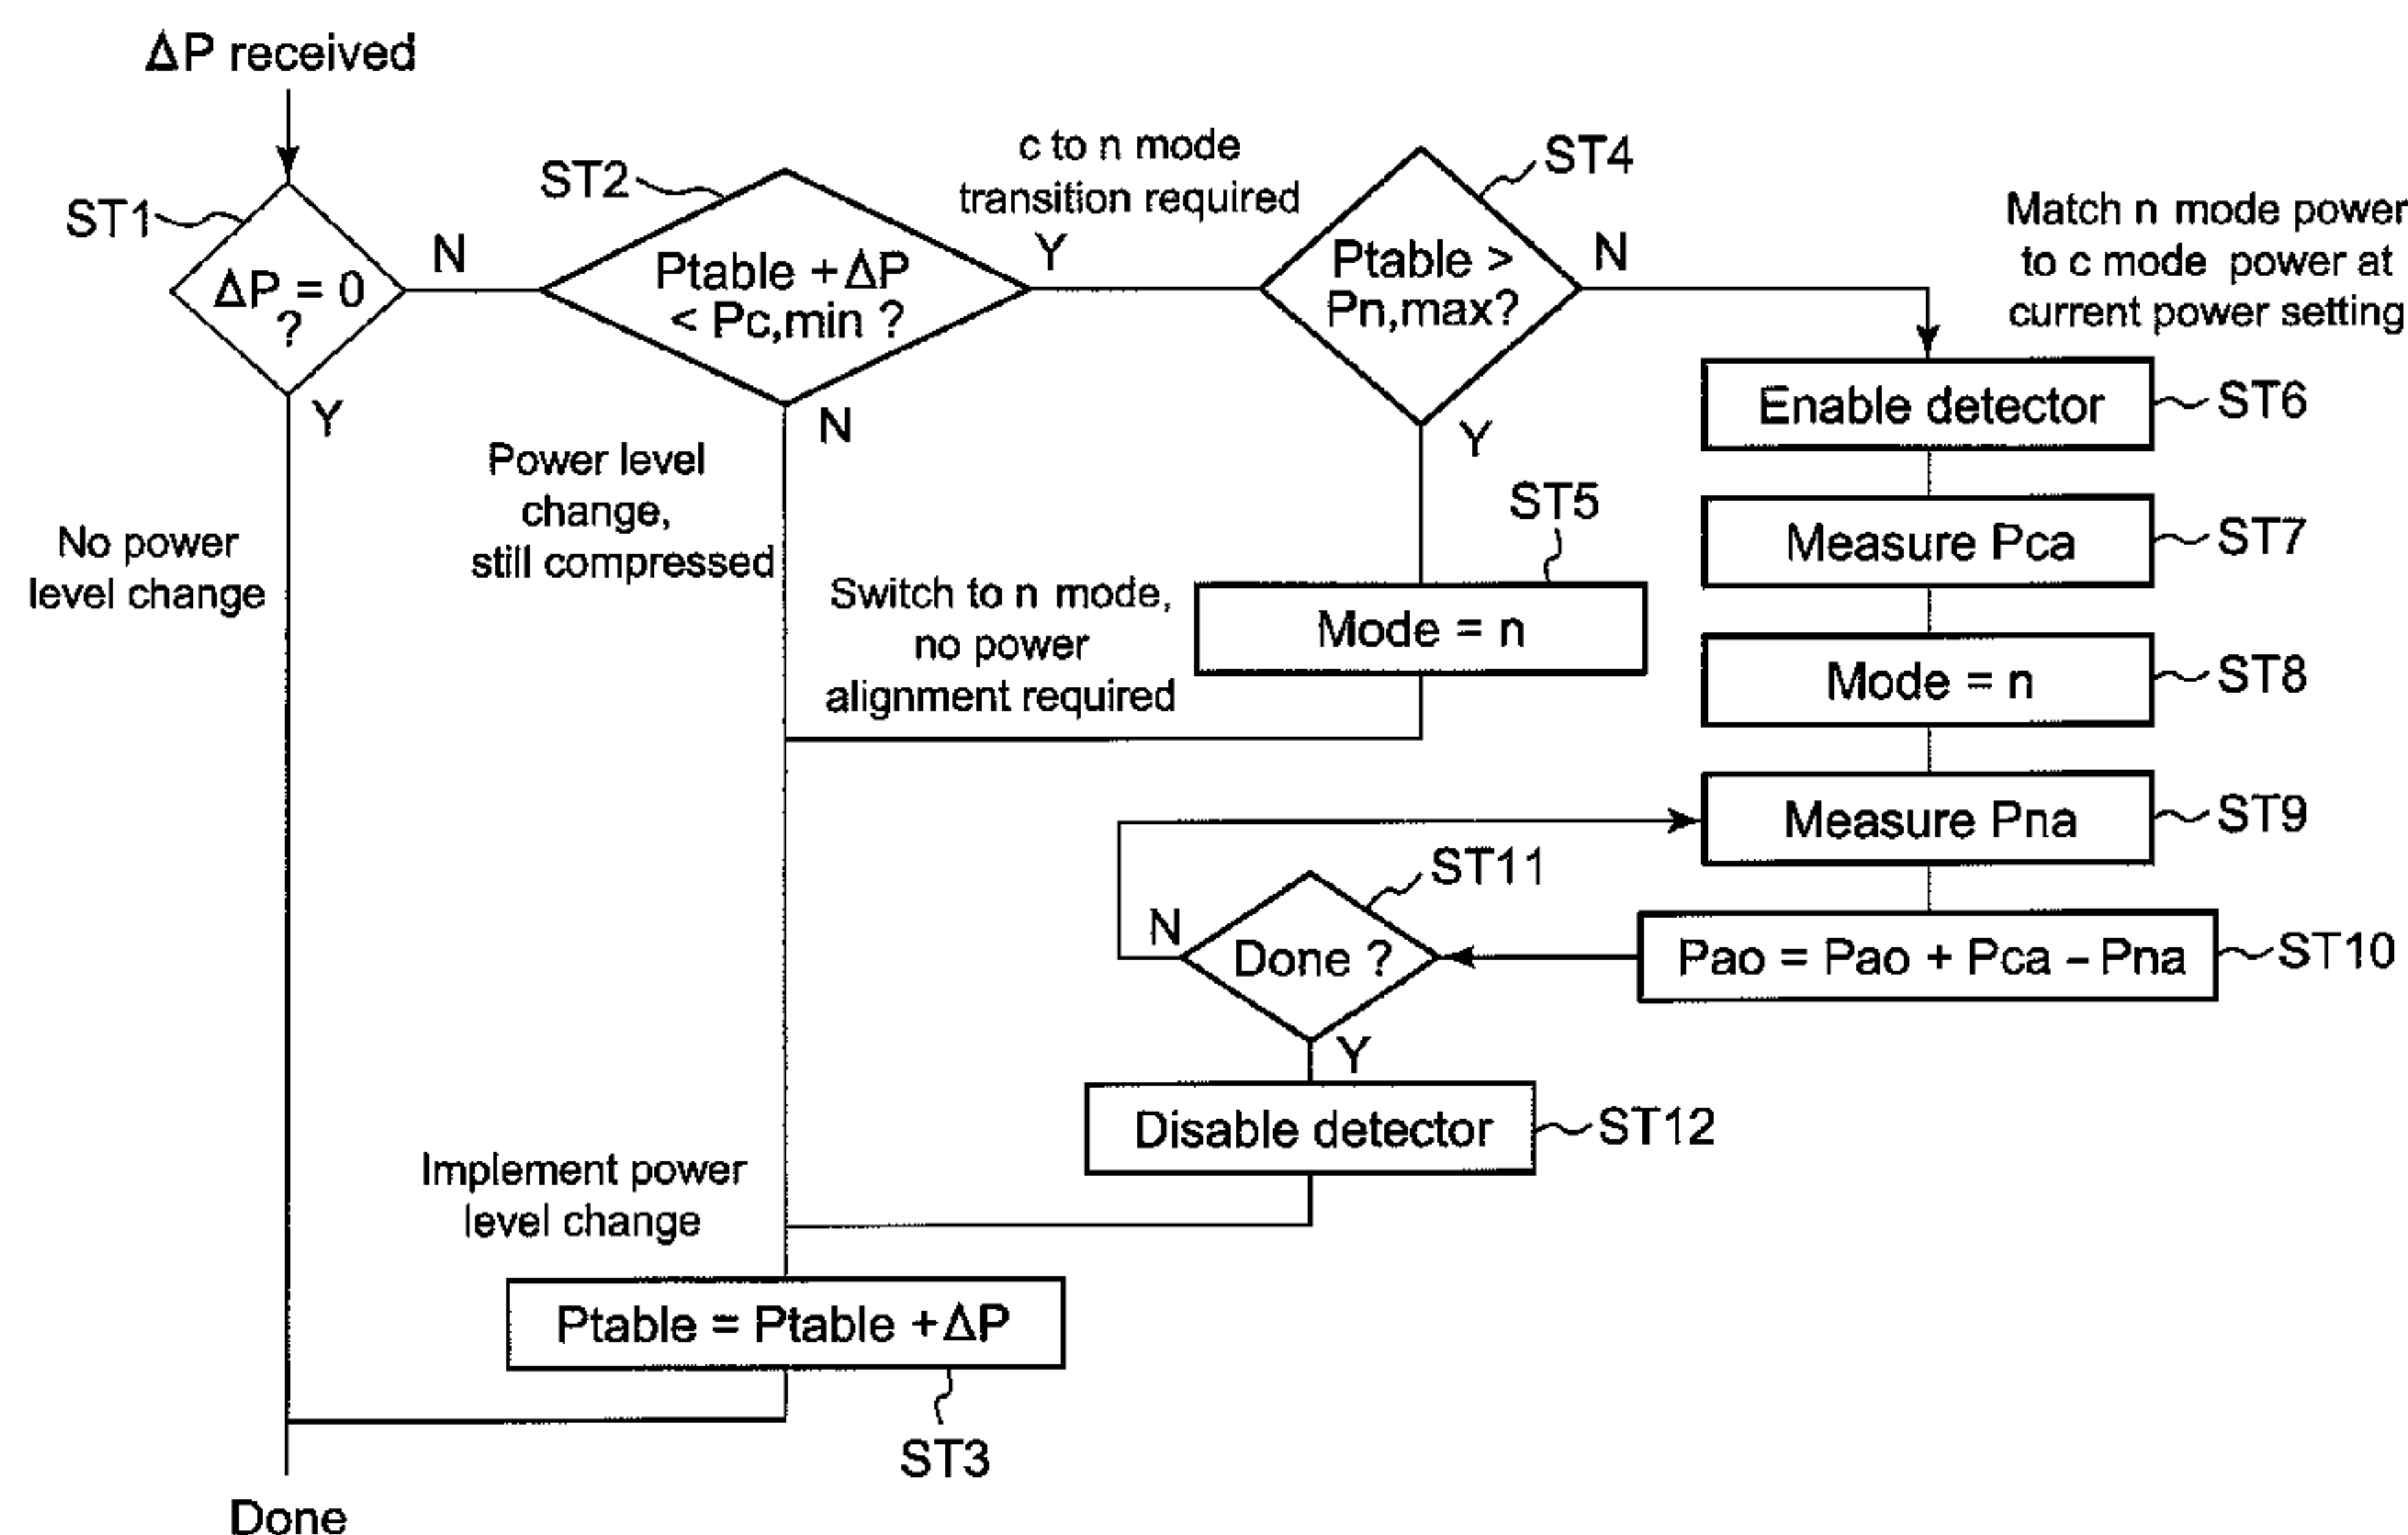 ΔP received
ST1
ΔP = 0
?
N
Y
No power
level change
ST2
Ptable + ΔP
< Pc,min ?
Y
N
c to n mode
transition required
Power level
change,
still compressed
ST4
Ptable >
Pn,max?
N
Y
Match n mode power
to c mode power at
current power setting
ST5
Mode = n
Switch to n mode,
no power
alignment required
Enable detector
ST6
Measure Pca
ST7
Mode = n
ST8
Measure Pna
ST9
Pao = Pao + Pca – Pna
ST10
ST11
Done ?
N
Y
Disable detector
ST12
Implement power
level change
Ptable = Ptable + ΔP
ST3
Done